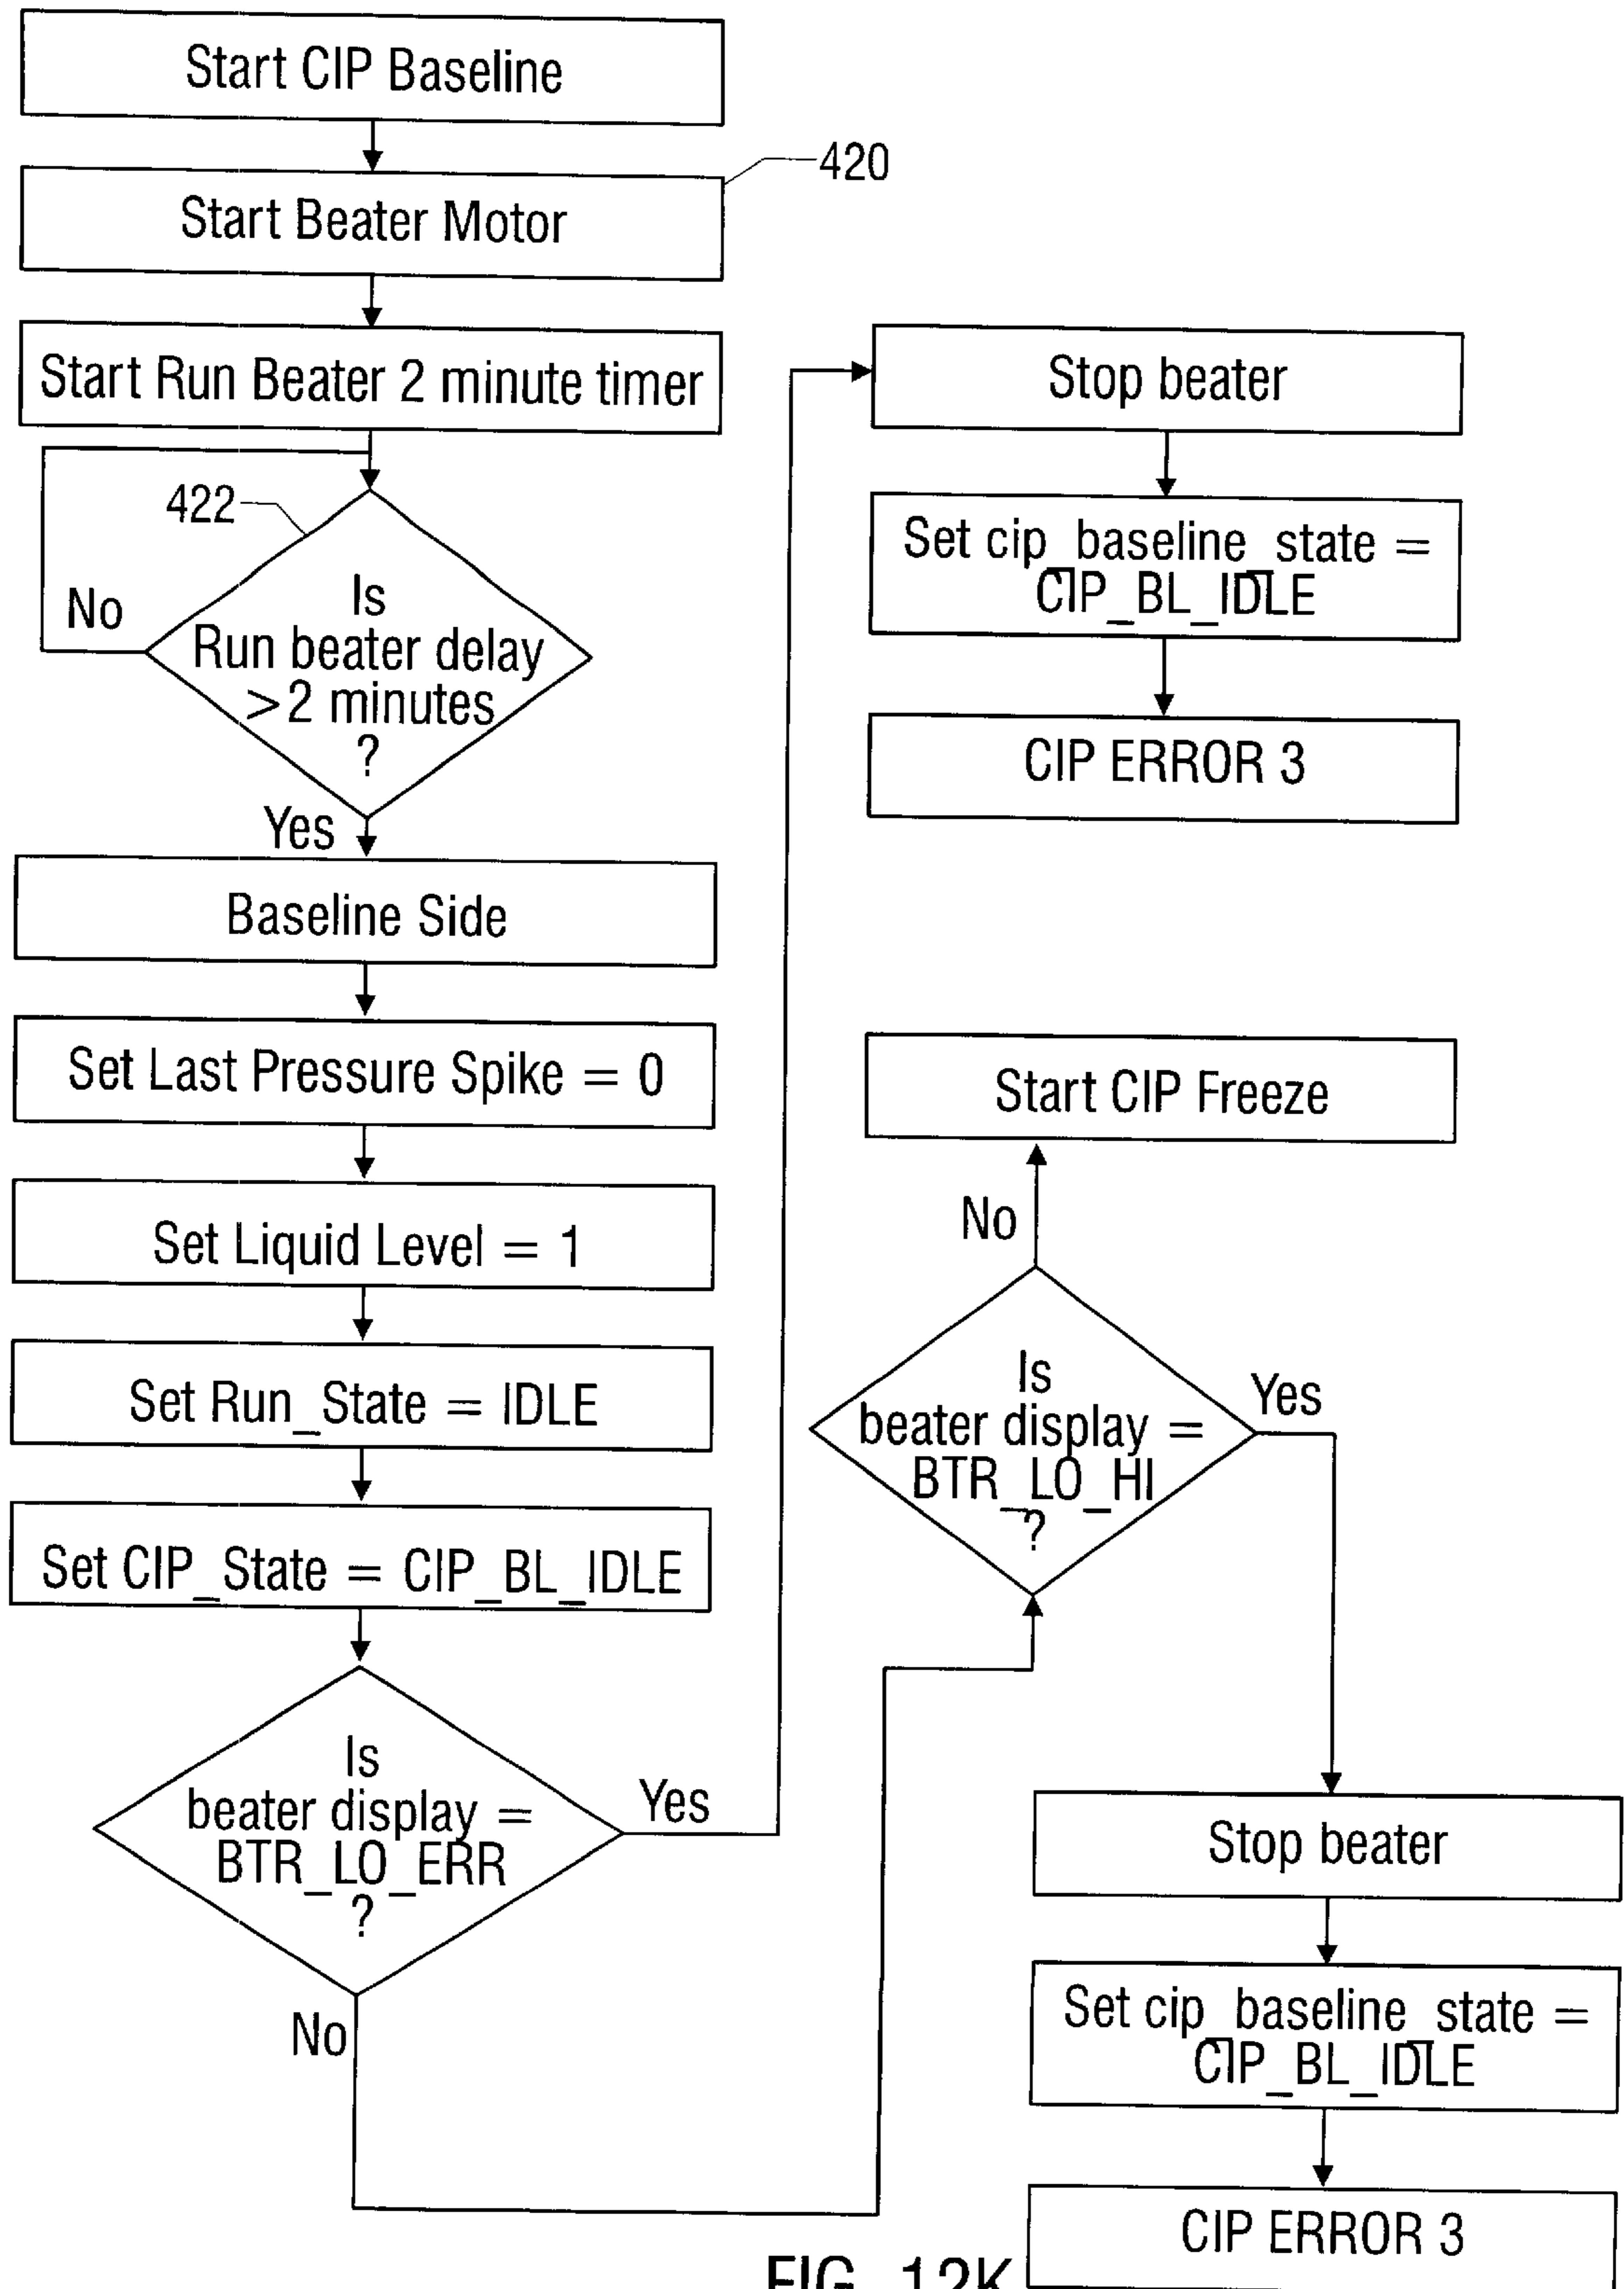 Start CIP Baseline
420
Start Beater Motor
Start Run Beater 2 minute timer
422
No
Is
Run beater delay
>2 minutes
?
Yes
Baseline Side
Set Last Pressure Spike = 0
Set Liquid Level = 1
Set Run_State = IDLE
Set CIP_State = CIP_BL_IDLE
Is
beater display =
BTR_LO_ERR
?
Yes
No
Stop beater
Set cip_baseline_state =
CIP_BL_IDLE
CIP ERROR 3
Start CIP Freeze
No
Is
beater display =
BTR_LO_HI
?
Yes
Stop beater
Set cip_baseline_state =
CIP_BL_IDLE
CIP ERROR 3
FIG. 12K